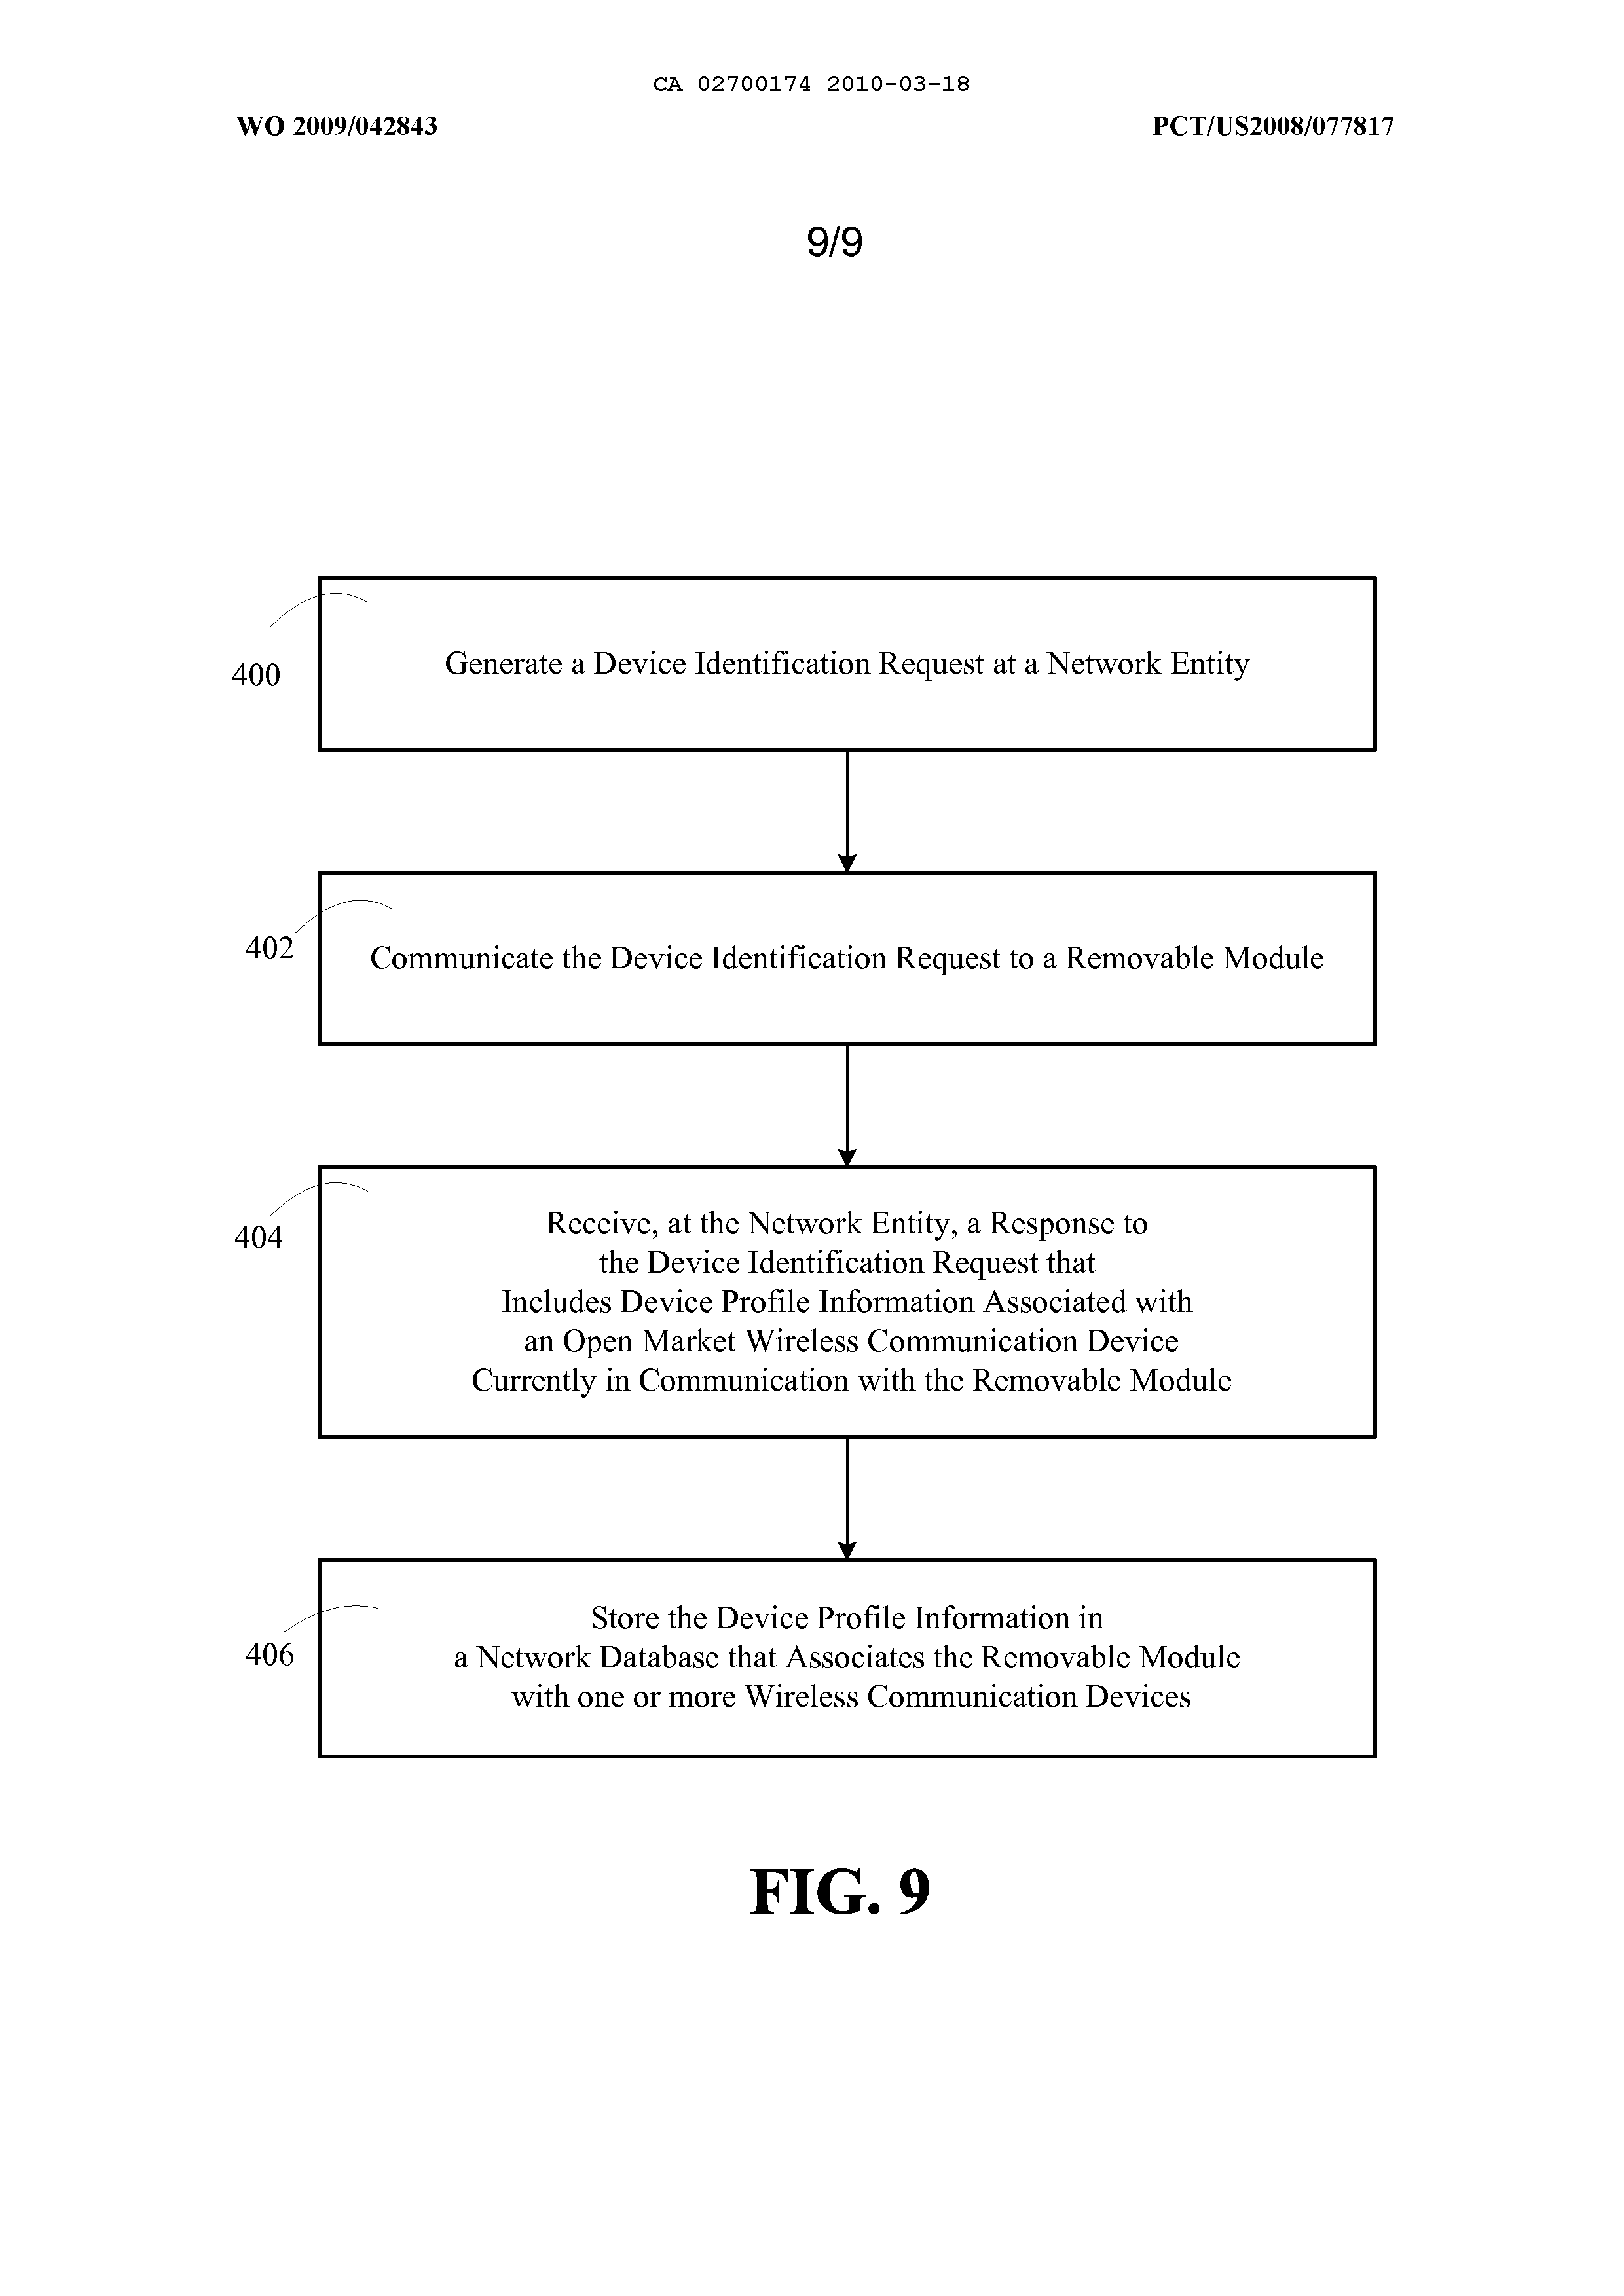 CA 02700174 2010-03-18
WO 2009/042843
PCT/US2008/077817
9/9
400
Generate a Device Identification Request at a Network Entity
402
Communicate the Device Identification Request to a Removable Module
404
Receive, at the Network Entity, a Response to
the Device Identification Request that
Includes Device Profile Information Associated with
an Open Market Wireless Communication Device
Currently in Communication with the Removable Module
406
Store the Device Profile Information in
a Network Database that Associates the Removable Module
with one or more Wireless Communication Devices
FIG. 9